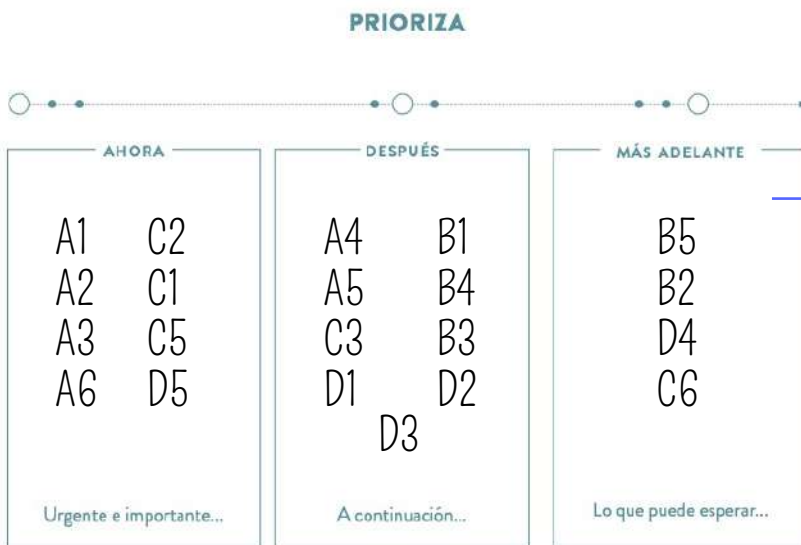 PRIORIZA
AHORA
A1 C2
A2 C1
A3 C5
A6 D5
Urgente e importante...
DESPUÉS
A4 B1
A5 B4
C3 B3
D1 D2
D3
A continuación...
MÁS ADELANTE
B5
B2
D4
C6
Lo que puede esperar...